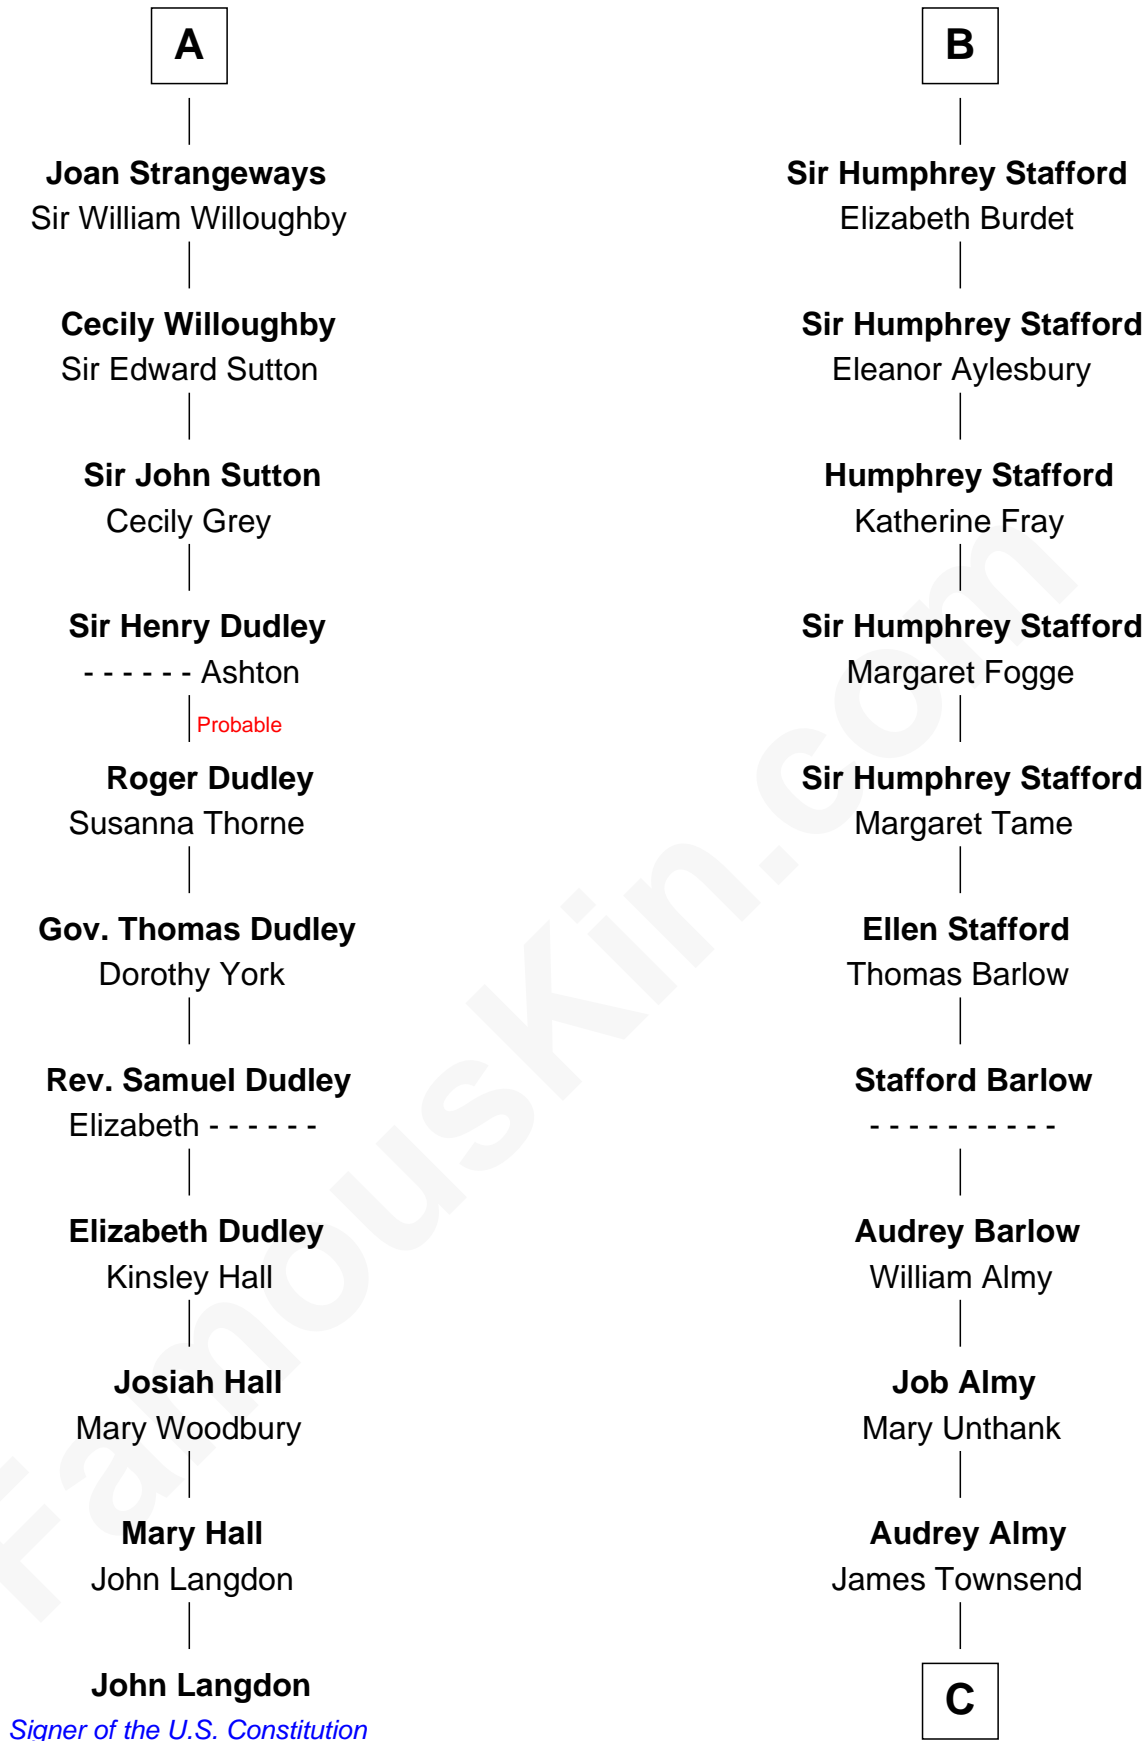 A
Joan Strangeways
Sir William Willoughby
Cecily Willoughby
Sir Edward Sutton
Sir John Sutton
Cecily Grey
Sir Henry Dudley
- - - - - - Ashton
Probable
Roger Dudley
Susanna Thorne
Gov. Thomas Dudley
Dorothy York
Rev. Samuel Dudley
Elizabeth - - - - - -
Elizabeth Dudley
Kinsley Hall
Josiah Hall
Mary Woodbury
Mary Hall
John Langdon
John Langdon
Signer of the U.S. Constitution
B
Sir Humphrey Stafford
Elizabeth Burdet
Sir Humphrey Stafford
Eleanor Aylesbury
Humphrey Stafford
Katherine Fray
Sir Humphrey Stafford
Margaret Fogge
Sir Humphrey Stafford
Margaret Tame
Ellen Stafford
Thomas Barlow
Stafford Barlow
- - - - - - - - - -
Audrey Barlow
William Almy
Job Almy
Mary Unthank
Audrey Almy
James Townsend
C
FamousKin.com